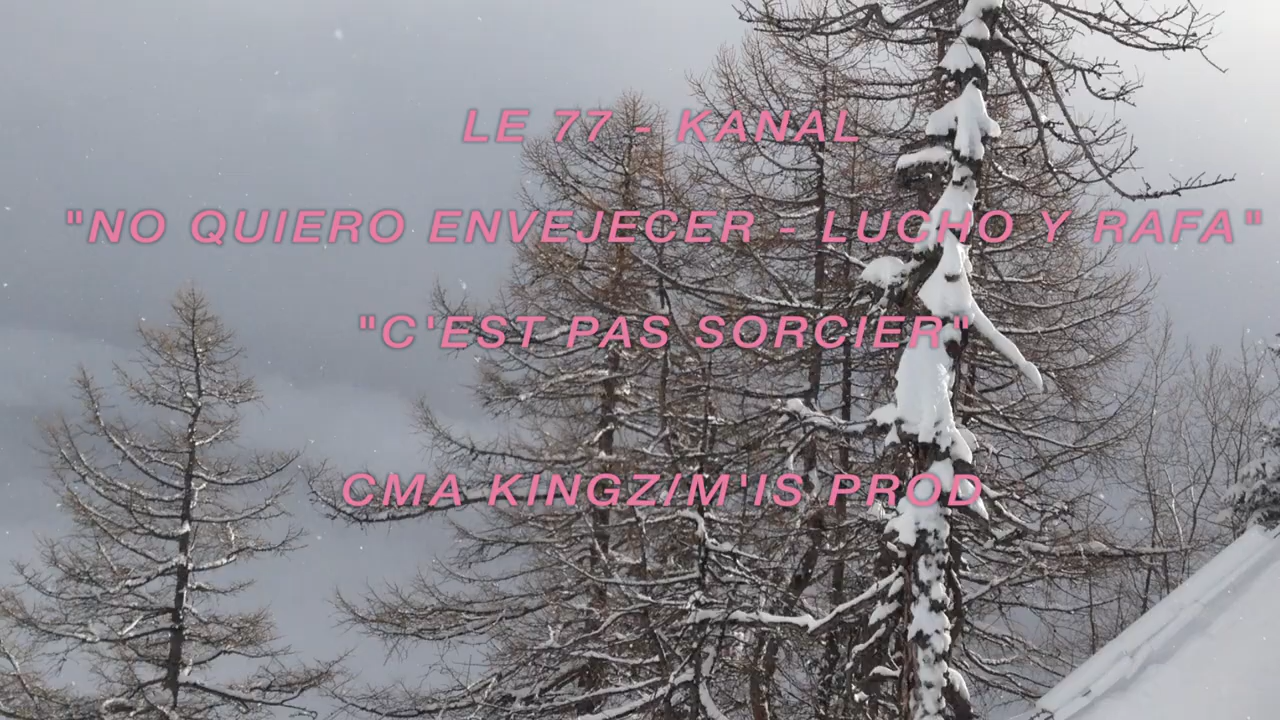 LE 77 - KANAL
"NO QUIERO ENVEJECER - LUCHO Y RAFA"
"C'EST PAS SORCIER"
CMA KINGZ/M'IS PROD